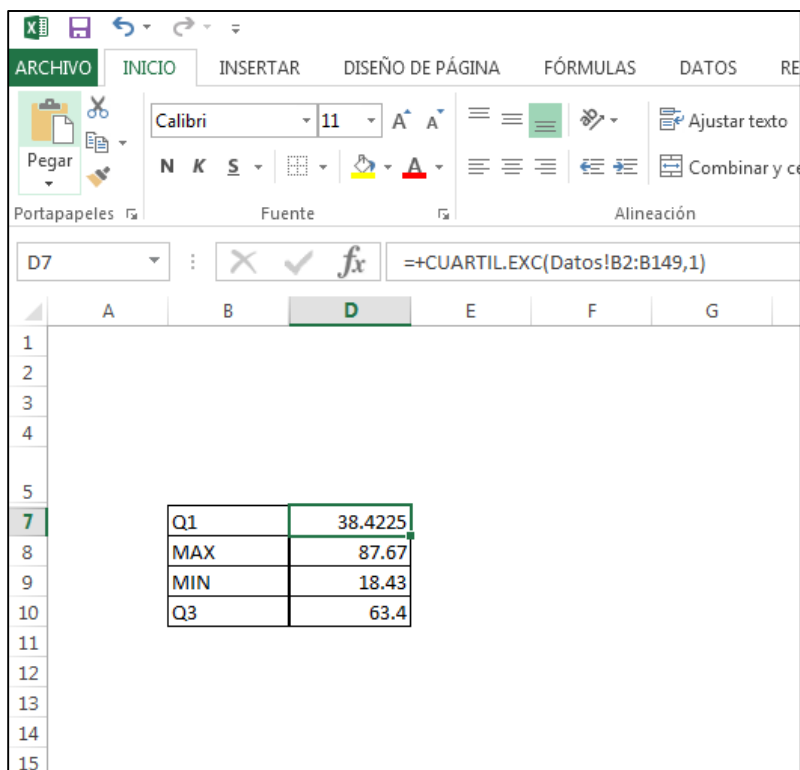 ARCHIVO INICIO INSERTAR DISEÑO DE PÁGINA FÓRMULAS DATOS RE
Calibri 11 A A Ajustar texto
Pegar N K S A Combinar y ce
Portapapeles Fuente Alineación
D7 fx =+CUARTIL.EXC(Datos!B2:B149,1)
A B D E F G
1
2
3
4
5
7 Q1 38.4225
8 MAX 87.67
9 MIN 18.43
10 Q3 63.4
11
12
13
14
15